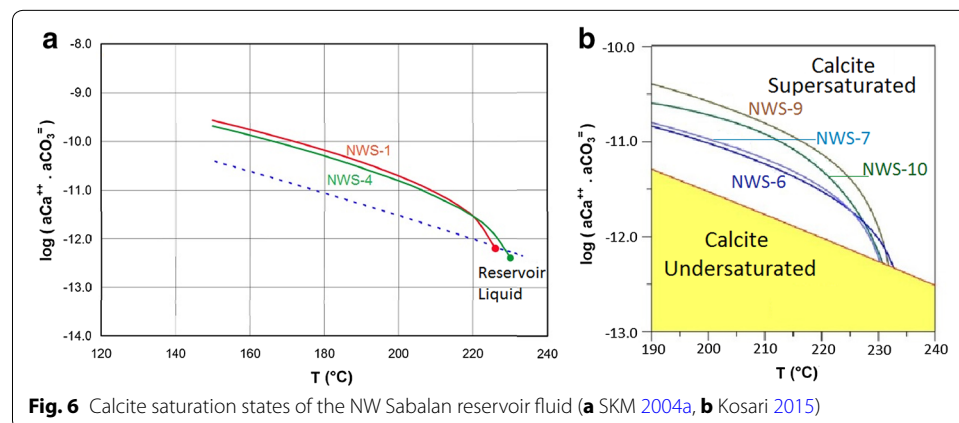 a
-8.0
-9.0
-10.0
-11.0
-12.0
-13.0
-14.0
log ( aCa⁺⁺ . aCO₃⁼ )
NWS-1
NWS-4
Reservoir
Liquid
120 140 160 180 200 220 240
T (°C)
b
-10.0
-11.0
-12.0
-13.0
log ( aCa⁺⁺ . aCO₃⁼ )
Calcite
Supersaturated
NWS-9
NWS-7
NWS-10
NWS-6
Calcite
Undersaturated
190 200 210 220 230 240
T (°C)
Fig. 6 Calcite saturation states of the NW Sabalan reservoir fluid (a SKM 2004a, b Kosari 2015)